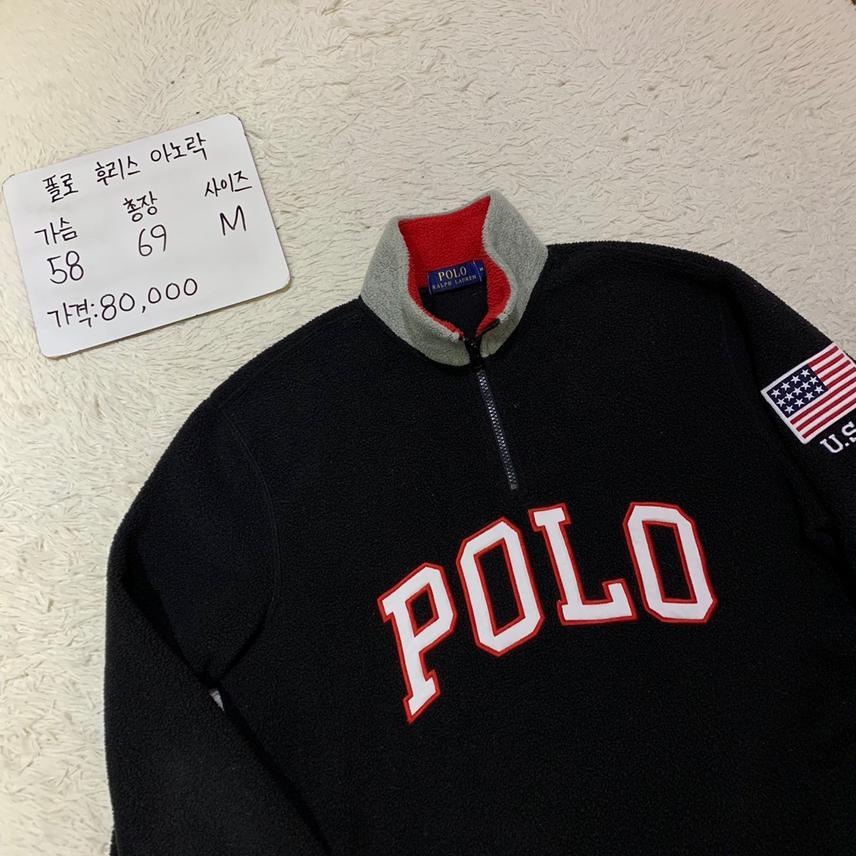 폴로 후리스 아노락
가슴 총장 사이즈
58 69 M
가격:80,000
POLO
RALPH LAUREN
M
POLO